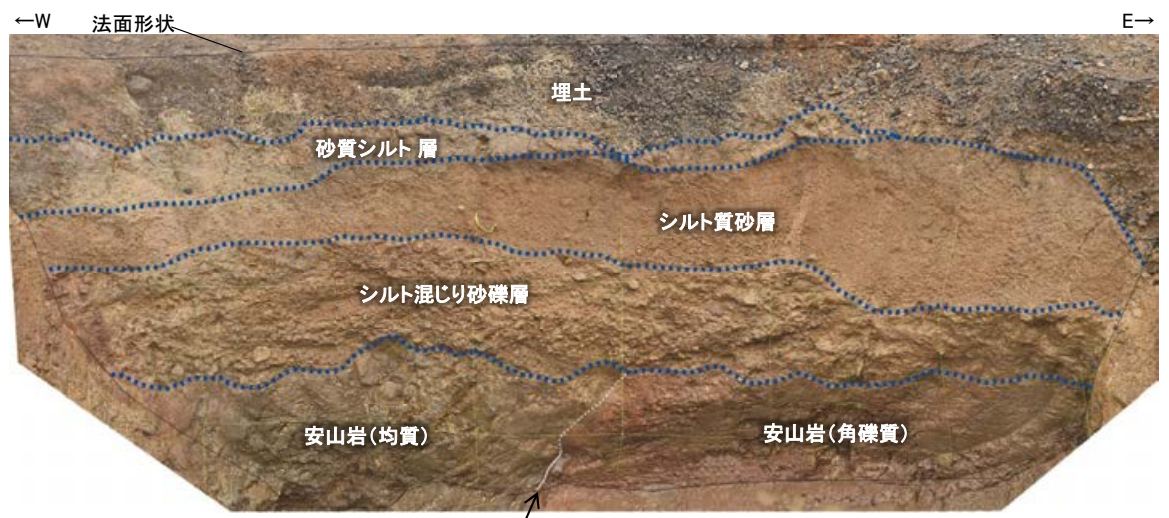 ←W
法面形状
E→
埋土
砂質シルト 層
シルト質砂層
シルト混じり砂礫層
安山岩(均質)
安山岩(角礫質)